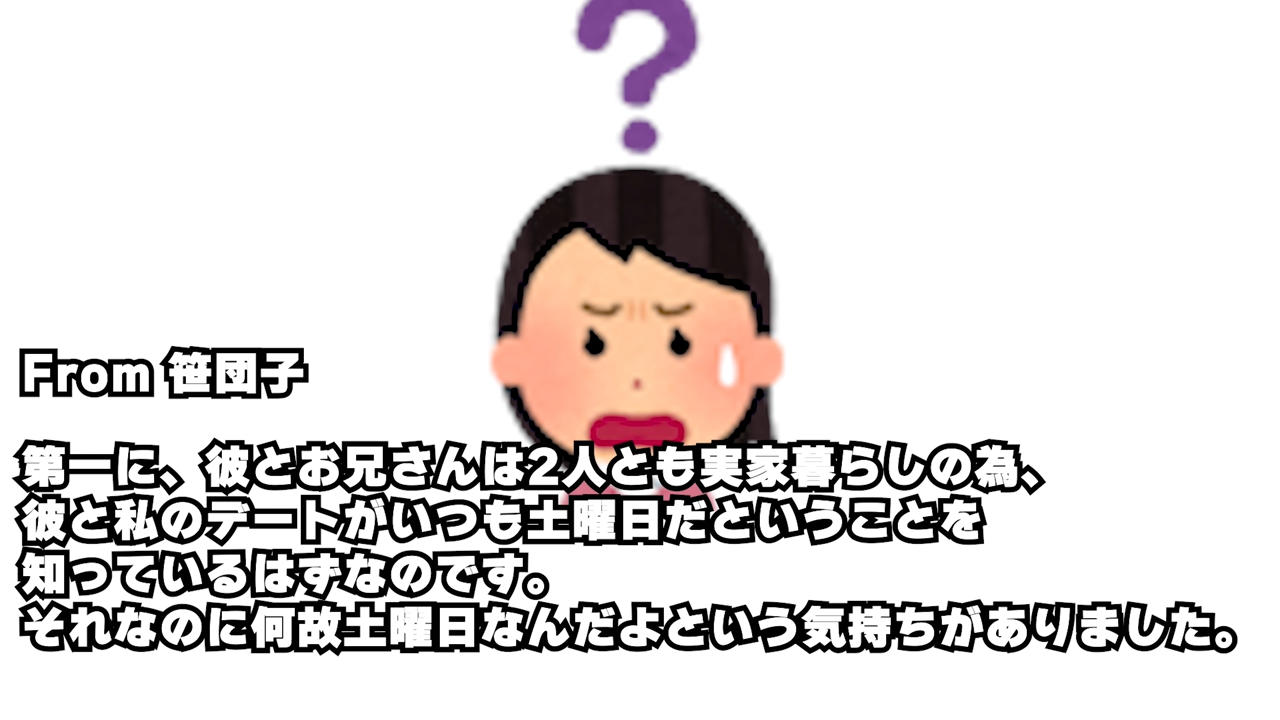 ?
From 笹団子
第一に、彼とお兄さんは2人とも実家暮らしの為、
彼と私のデートがいつも土曜日だということを
知っているはずなのです。
それなのに何故土曜日なんだよという気持ちがありました。